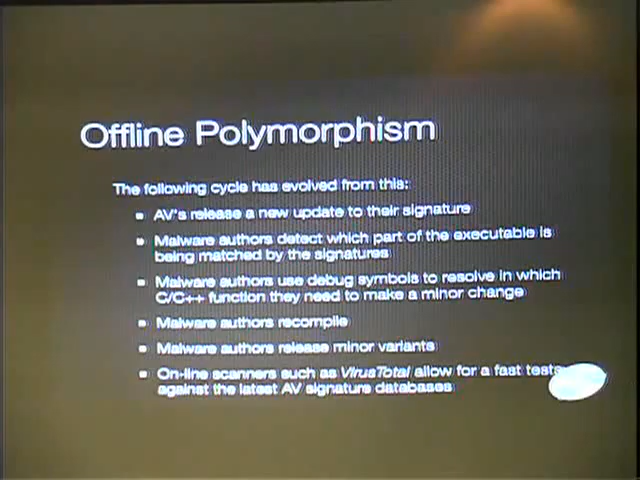 Offline Polymorphism
The following cycle has evolved from this:
AV's release a new update to their signature
Malware authors detect which part of the executable is
being matched by the signatures
Malware authors use debug symbols to resolve in which
C/C++ function they need to make a minor change
Malware authors recompile
Malware authors release minor variants
On-line scanners such as VirusTotal allow for a fast tests
against the latest AV signature databases